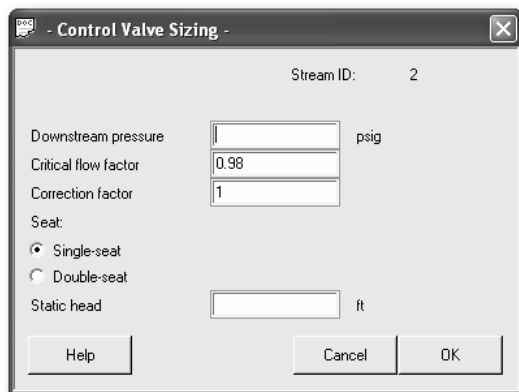 DOC
- Control Valve Sizing -
Stream ID: 2
Downstream pressure psig
Critical flow factor 0.98
Correction factor 1
Seat:
Single-seat
Double-seat
Static head ft
Help Cancel OK